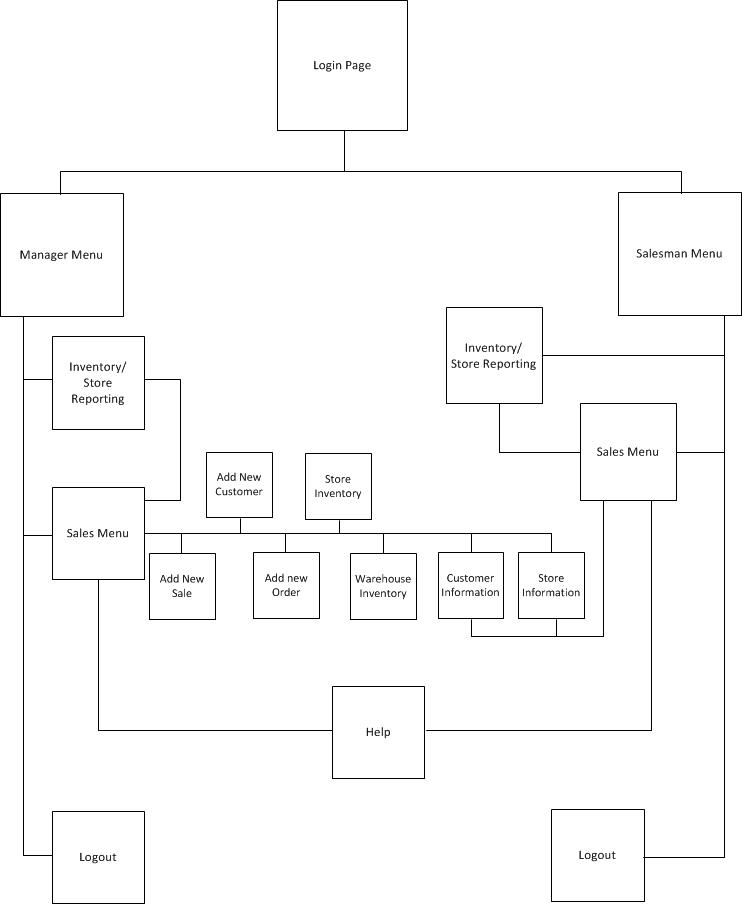 Login Page
Manager Menu
Salesman Menu
Inventory/
Store
Reporting
Inventory/
Store Reporting
Sales Menu
Add New
Customer
Store
Inventory
Sales Menu
Add New
Sale
Add new
Order
Warehouse
Inventory
Customer
Information
Store
Information
Help
Logout
Logout